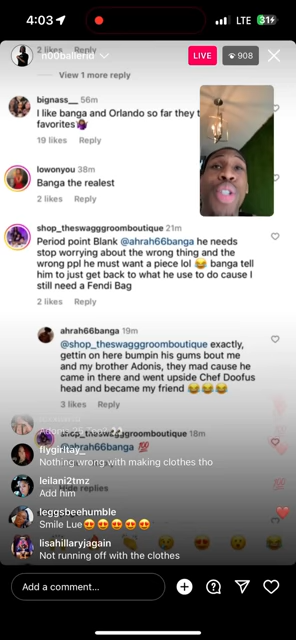 4:03
LTE 31
2 likes Reply
n00ballerid
LIVE
908
View 1 more reply
bignass__ 56m
I like banga and Orlando so far they
favorites
19 likes Reply
lowonyou 38m
Banga the realest
2 likes Reply
shop_theswagggroomboutique 21m
Period point Blank @ahrah66banga he needs
stop worrying about the wrong thing and the
wrong ppl he must want a piece lol 😂 banga tell
him to just get back to what he use to do cause I
still need a Fendi Bag
2 likes Reply
ahrah66banga 19m
@shop_theswagggroomboutique exactly,
gettin on here bumpin his gums bout me
and my brother Adonis, they mad cause he
came in there and went upside Chef Doofus
head and became my friend 😂😂😂
3 likes Reply
shop_theswagggroomboutique 18m
@ahrah66banga 💯
Hide replies
flygirltay_
Nothing wrong with making clothes tho
leilani2tmz
Add him
leggsbeehumble
Smile Lue😍😍😍😍😍
lisahillaryjagain
Not running off with the clothes
Add a comment...